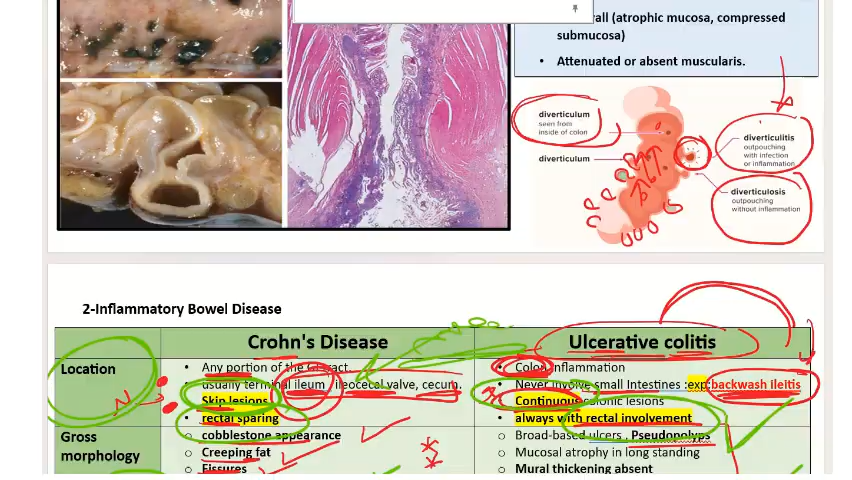 all (atrophic mucosa, compressed
submucosa)
• Attenuated or absent muscularis.
diverticulum
seen from
inside of colon
diverticulum
diverticulitis
outpouching
with infection
or inflammation
diverticulosis
outpouching
without inflammation
2-Inflammatory Bowel Disease
Crohn's Disease
Ulcerative colitis
Location
• Any portion of the GI tract.
• usually terminal ileum , ileocecal valve, cecum.
Skip lesions
• rectal sparing
• Colon inflammation
• Never involve small Intestines :exp:backwash ileitis
• Continuous colonic lesions
• always with rectal involvement
Gross
morphology
o cobblestone appearance
o Creeping fat
o Fissures
o Broad-based ulcers , Pseudopolyps
o Mucosal atrophy in long standing
o Mural thickening absent